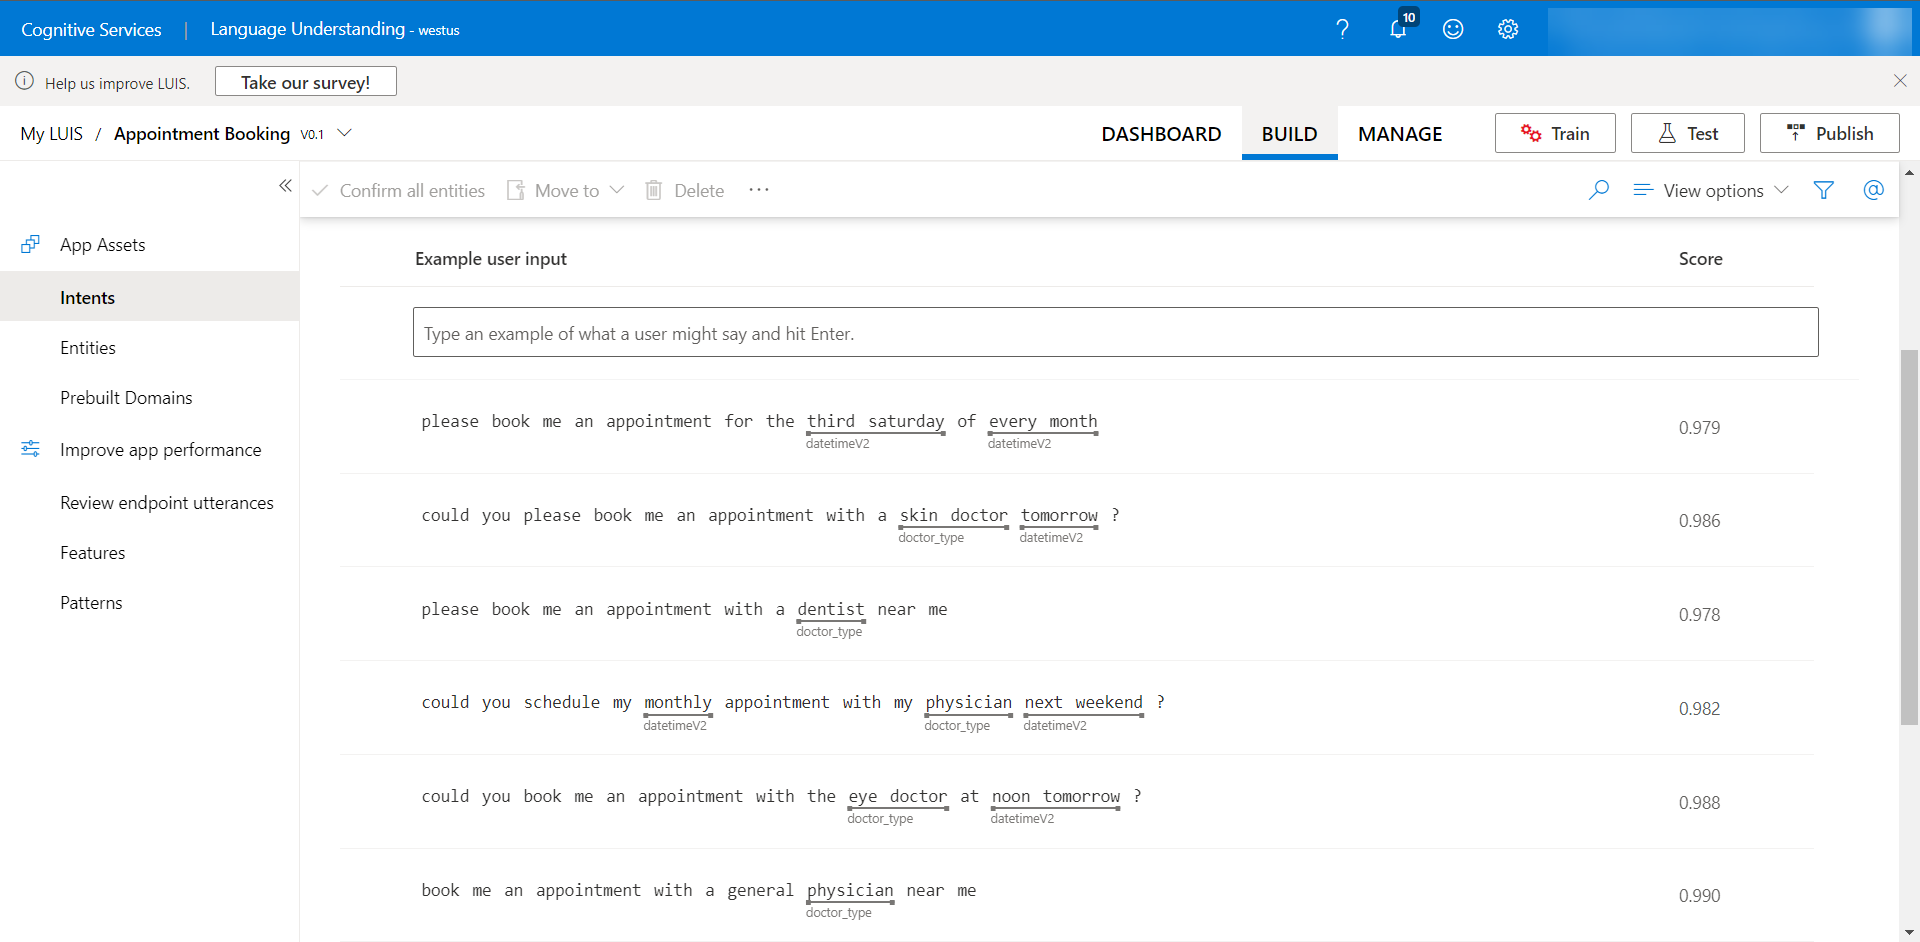 Cognitive Services | Language Understanding - westus
10
Help us improve LUIS. Take our survey!
My LUIS / Appointment Booking V0.1
DASHBOARD BUILD MANAGE Train Test Publish
Confirm all entities Move to Delete ···
View options
App Assets
Intents
Entities
Prebuilt Domains
Improve app performance
Review endpoint utterances
Features
Patterns
Example user input Score
Type an example of what a user might say and hit Enter.
please book me an appointment for the third saturday of every month 0.979
datetimeV2 datetimeV2
could you please book me an appointment with a skin doctor tomorrow ? 0.986
doctor_type datetimeV2
please book me an appointment with a dentist near me 0.978
doctor_type
could you schedule my monthly appointment with my physician next weekend ? 0.982
datetimeV2 doctor_type datetimeV2
could you book me an appointment with the eye doctor at noon tomorrow ? 0.988
doctor_type datetimeV2
book me an appointment with a general physician near me 0.990
doctor_type